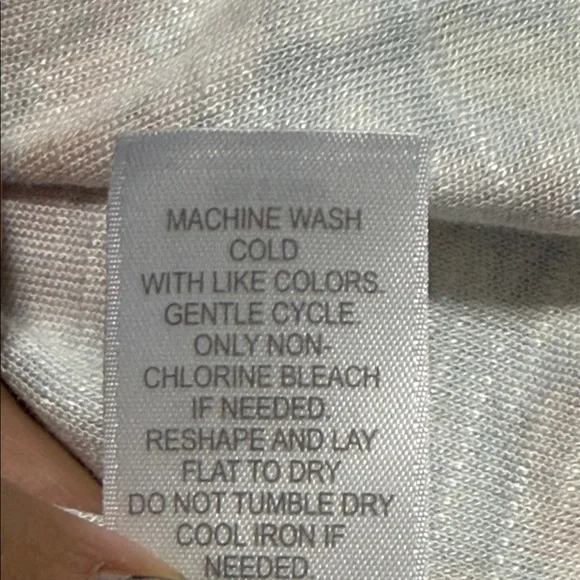 MACHINE WASH
COLD
WITH LIKE COLORS.
GENTLE CYCLE.
ONLY NON-
CHLORINE BLEACH
IF NEEDED.
RESHAPE AND LAY
FLAT TO DRY
DO NOT TUMBLE DRY
COOL IRON IF
NEEDED.